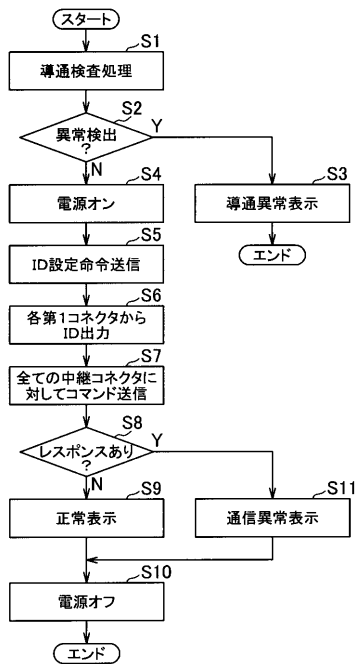 スタート
S1
導通検査処理
S2
異常検出
?
Y
N
S4
電源オン
S3
導通異常表示
エンド
S5
ID設定命令送信
S6
各第1コネクタから
ID出力
S7
全ての中継コネクタに
対してコマンド送信
S8
レスポンスあり
?
Y
N
S9
正常表示
S11
通信異常表示
S10
電源オフ
エンド